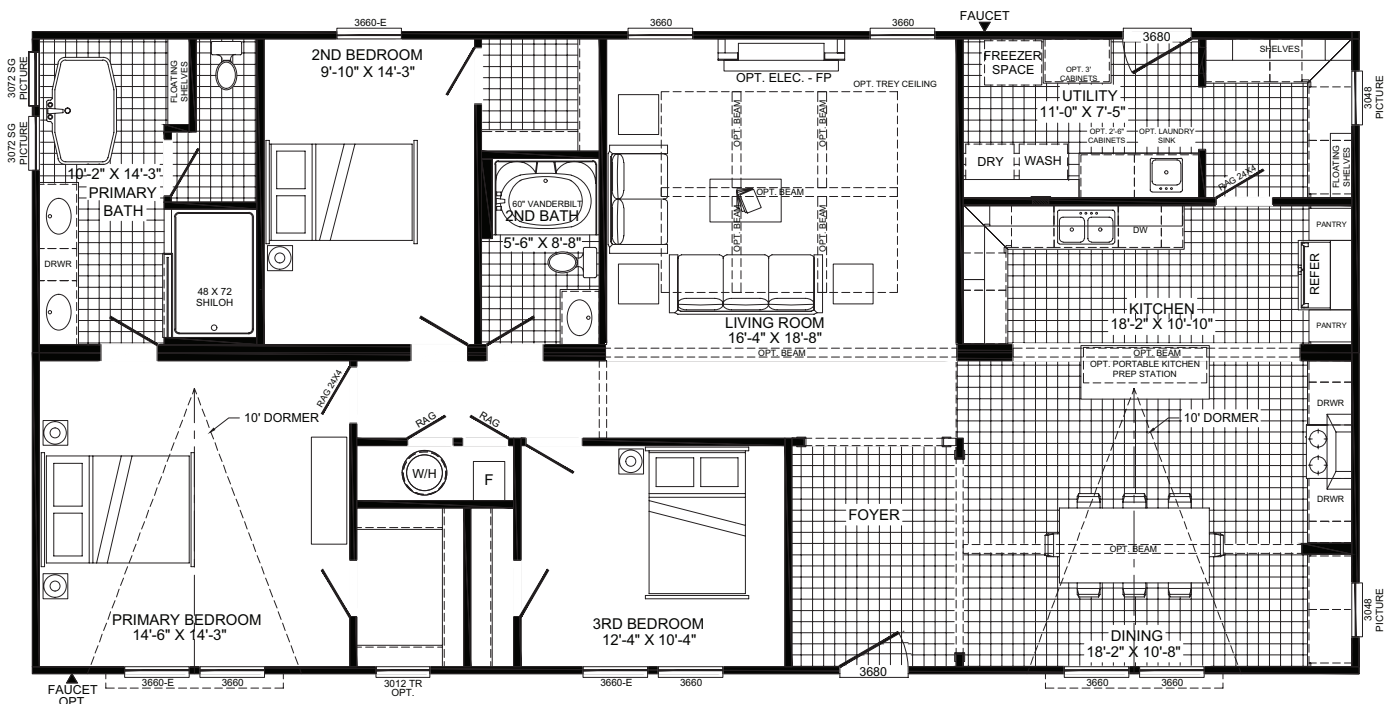 3660-E
3660
3660
FAUCET
3680
3072 SG
PICTURE
3072 SG
PICTURE
FLOATING
SHELVES
2ND BEDROOM
9'-10" X 14'-3"
OPT. ELEC. - FP
OPT. TREY CEILING
FREEZER
SPACE
OPT. 3'
CABINETS
SHELVES
3048
PICTURE
UTILITY
11'-0" X 7'-5"
OPT. 2'-6"
CABINETS
OPT. LAUNDRY
SINK
DRY
WASH
FLOATING
SHELVES
RAG 24X4
10'-2" X 14'-3"
PRIMARY
BATH
DRWR
48 X 72
SHILOH
60" VANDERBILT
2ND BATH
5'-6" X 8'-8"
OPT. BEAM
OPT. BEAM
OPT. BEAM
OPT. BEAM
OPT. BEAM
LIVING ROOM
16'-4" X 18'-8"
OPT. BEAM
DW
PANTRY
REFER
PANTRY
KITCHEN
18'-2" X 10'-10"
OPT. BEAM
OPT. PORTABLE KITCHEN
PREP STATION
10' DORMER
RAG 24X4
RAG
RAG
W/H
F
10' DORMER
DRWR
DRWR
FOYER
OPT. BEAM
PRIMARY BEDROOM
14'-6" X 14'-3"
3RD BEDROOM
12'-4" X 10'-4"
DINING
18'-2" X 10'-8"
3048
PICTURE
3660-E
3660
3012 TR
OPT.
3660-E
3660
3680
3660
3660
FAUCET
OPT.